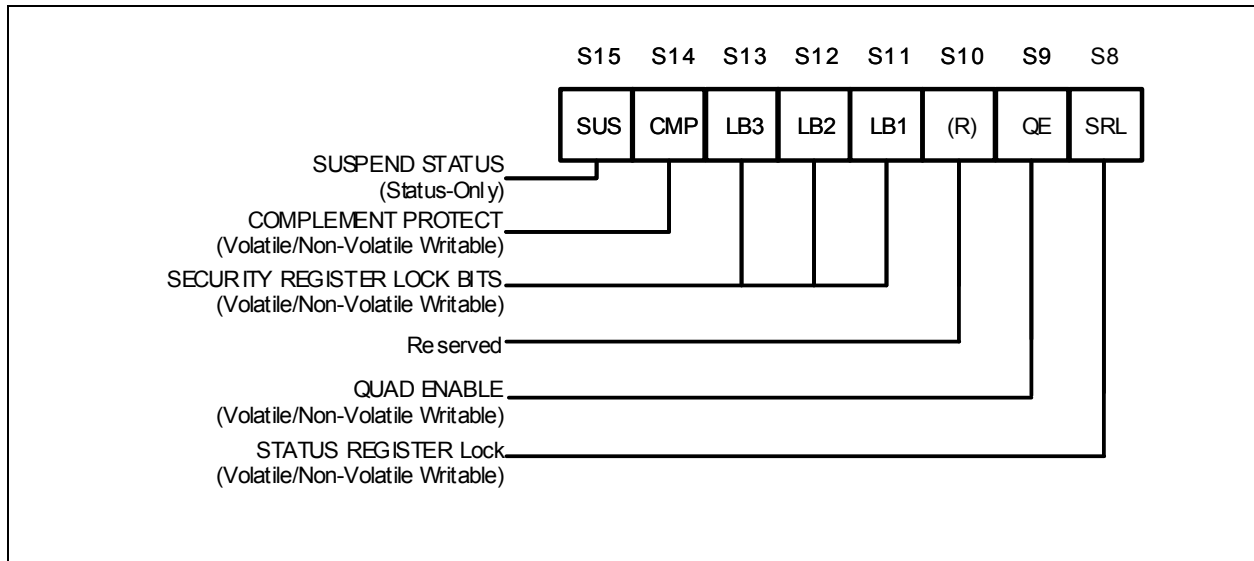 S15 S14 S13 S12 S11 S10 S9 S8
SUS CMP LB3 LB2 LB1 (R) QE SRL
SUSPEND STATUS
(Status-Only)
COMPLEMENT PROTECT
(Volatile/Non-Volatile Writable)
SECURITY REGISTER LOCK BITS
(Volatile/Non-Volatile Writable)
Reserved
QUAD ENABLE
(Volatile/Non-Volatile Writable)
STATUS REGISTER Lock
(Volatile/Non-Volatile Writable)